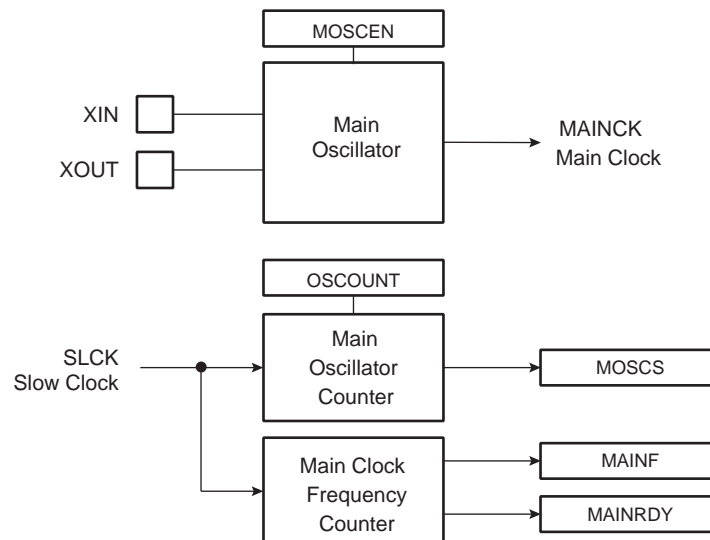 MOSCEN
XIN
XOUT
Main
Oscillator
MAINCK
Main Clock
OSCOUNT
SLCK
Slow Clock
Main
Oscillator
Counter
MOSCS
Main Clock
Frequency
Counter
MAINF
MAINRDY